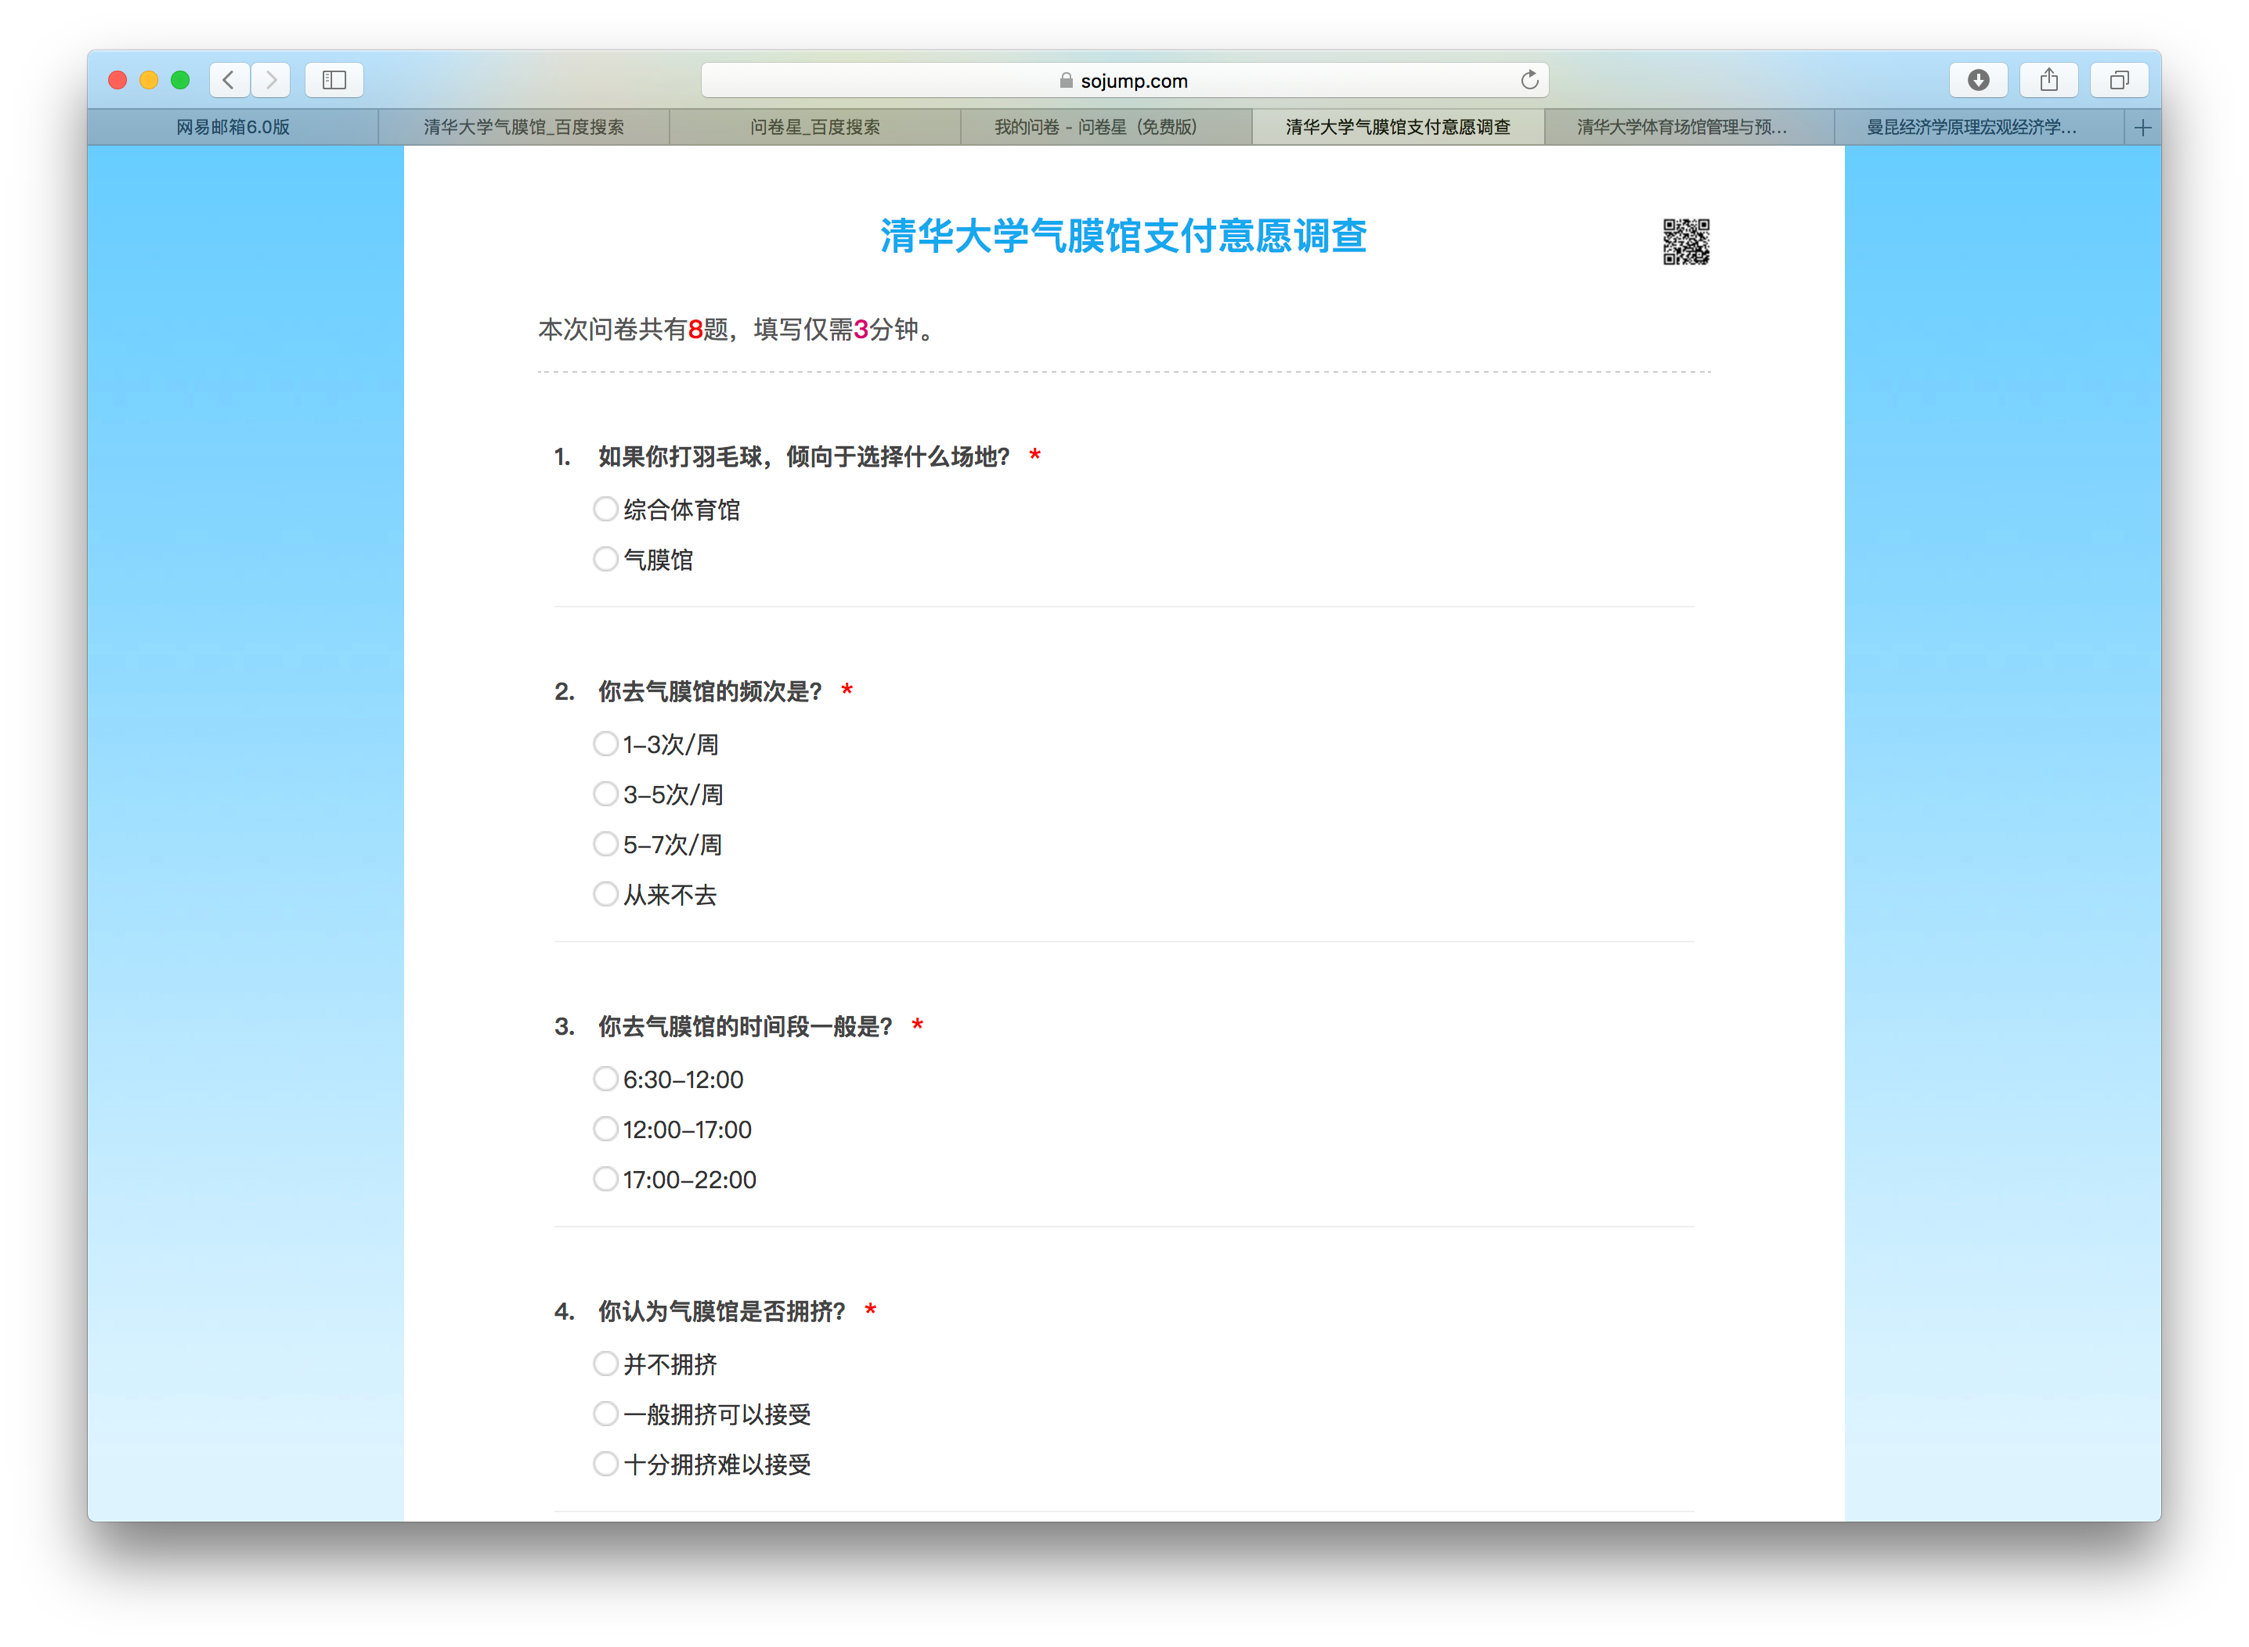 sojump.com
网易邮箱6.0版
清华大学气膜馆_百度搜索
问卷星_百度搜索
我的问卷 - 问卷星（免费版）
清华大学气膜馆支付意愿调查
清华大学体育场馆管理与预...
曼昆经济学原理宏观经济学...
清华大学气膜馆支付意愿调查
本次问卷共有8题，填写仅需3分钟。
1. 如果你打羽毛球，倾向于选择什么场地？ *
综合体育馆
气膜馆
2. 你去气膜馆的频次是？ *
1–3次/周
3–5次/周
5–7次/周
从来不去
3. 你去气膜馆的时间段一般是？ *
6:30–12:00
12:00–17:00
17:00–22:00
4. 你认为气膜馆是否拥挤？ *
并不拥挤
一般拥挤可以接受
十分拥挤难以接受